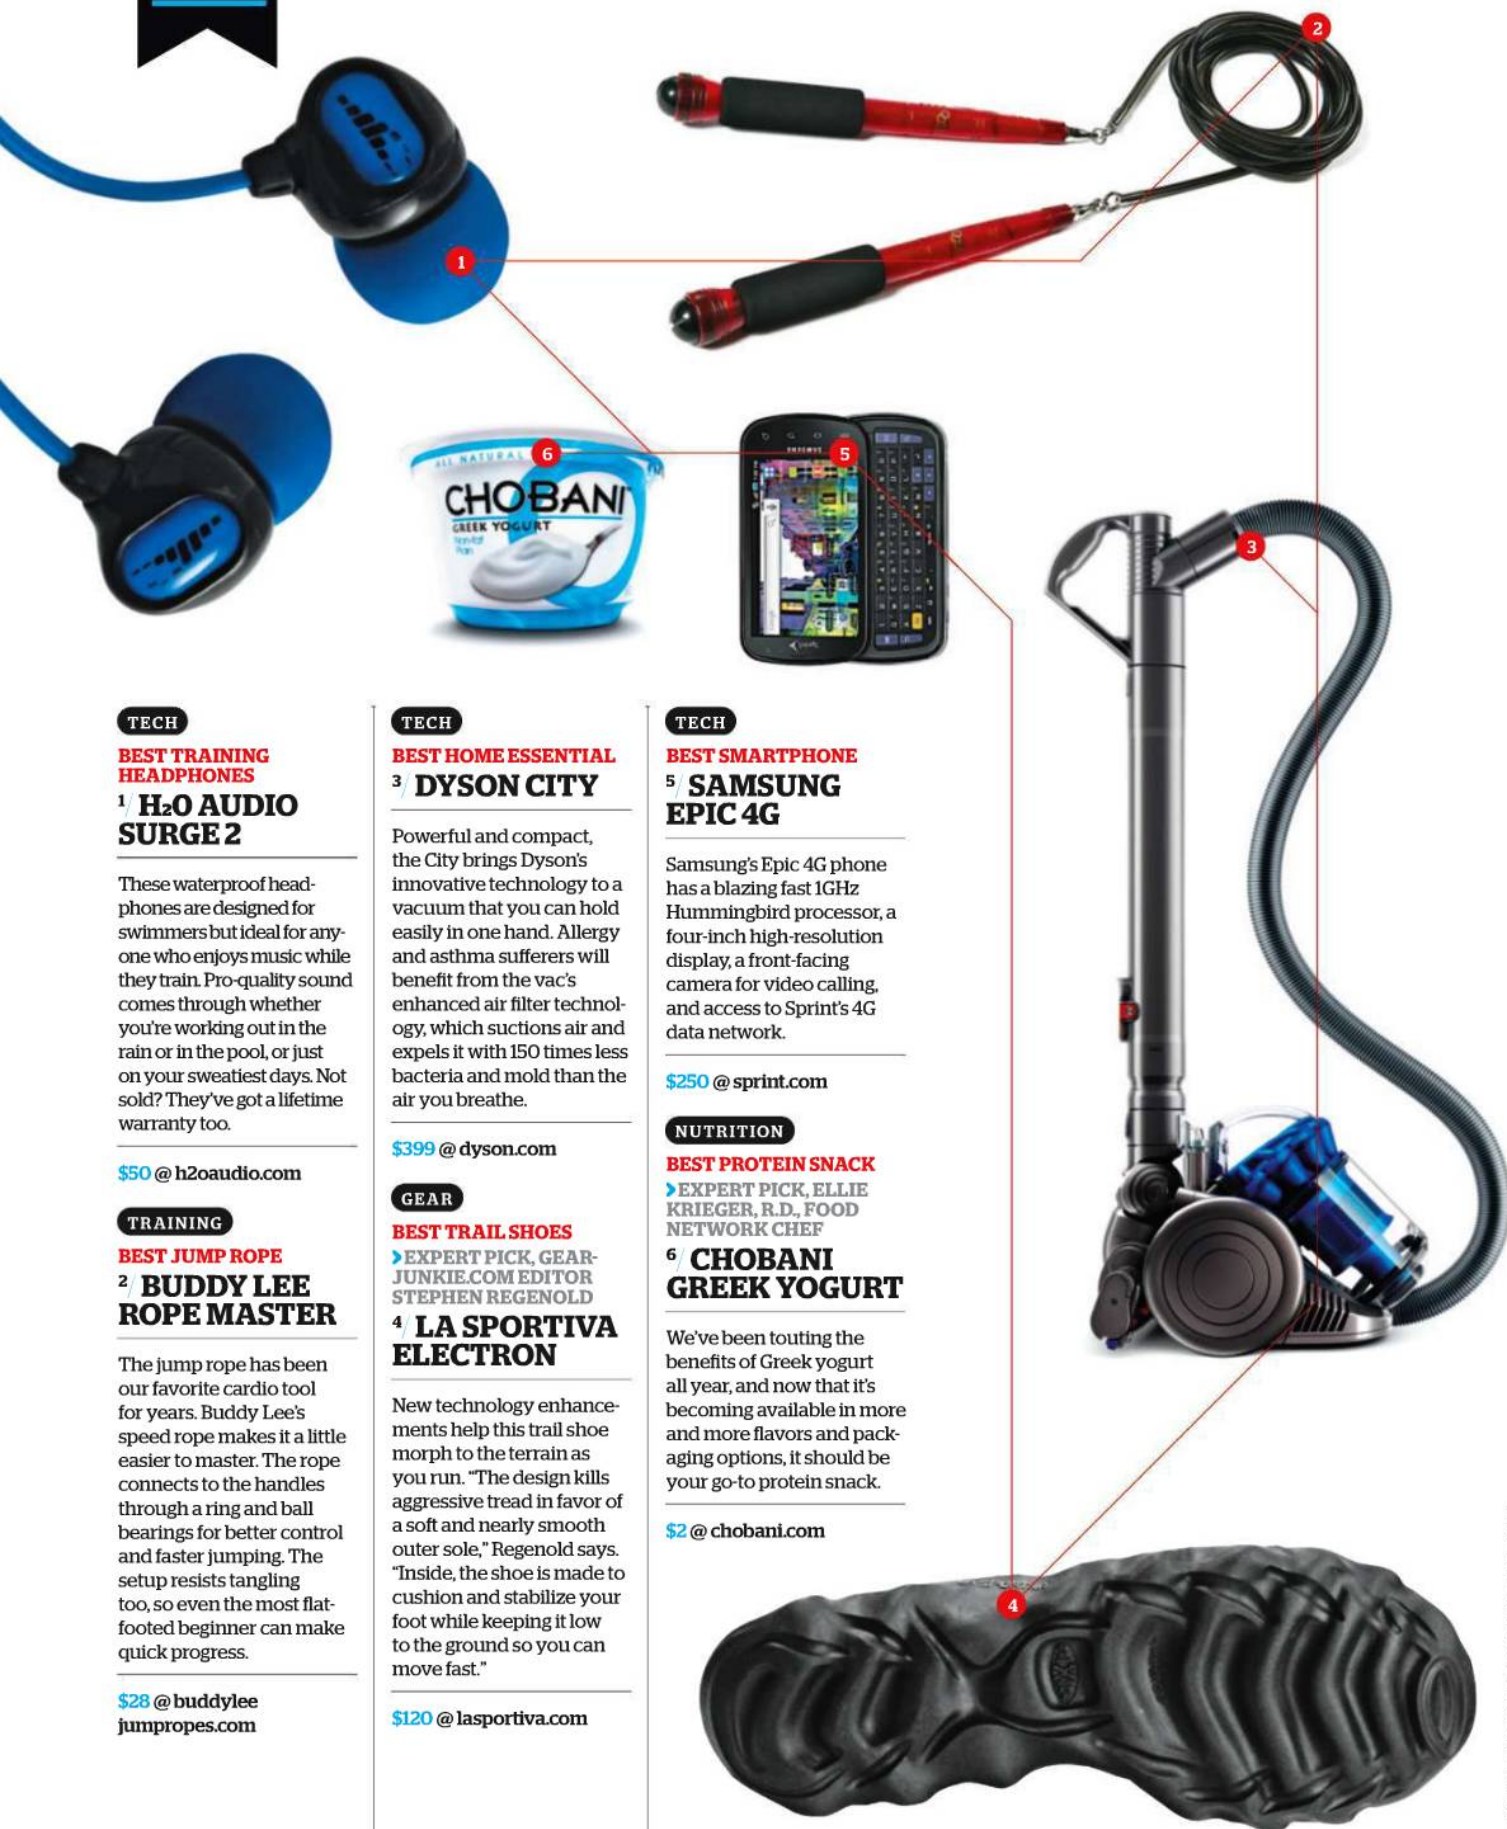 1
2
ALL NATURAL
6
CHOBANI
GREEK YOGURT
Non-fat
Plain
SAMSUNG
5
3
4
TECH
BEST TRAINING
HEADPHONES
1/ H2O AUDIO
SURGE 2
These waterproof head-
phones are designed for
swimmers but ideal for any-
one who enjoys music while
they train. Pro-quality sound
comes through whether
you're working out in the
rain or in the pool, or just
on your sweatiest days. Not
sold? They've got a lifetime
warranty too.
$50 @ h2oaudio.com
TRAINING
BEST JUMP ROPE
2/ BUDDY LEE
ROPE MASTER
The jump rope has been
our favorite cardio tool
for years. Buddy Lee's
speed rope makes it a little
easier to master. The rope
connects to the handles
through a ring and ball
bearings for better control
and faster jumping. The
setup resists tangling
too, so even the most flat-
footed beginner can make
quick progress.
$28 @ buddylee
jumpropes.com
TECH
BEST HOME ESSENTIAL
3/ DYSON CITY
Powerful and compact,
the City brings Dyson's
innovative technology to a
vacuum that you can hold
easily in one hand. Allergy
and asthma sufferers will
benefit from the vac's
enhanced air filter technol-
ogy, which suctions air and
expels it with 150 times less
bacteria and mold than the
air you breathe.
$399 @ dyson.com
GEAR
BEST TRAIL SHOES
>EXPERT PICK, GEAR-
JUNKIE.COM EDITOR
STEPHEN REGENOLD
4/ LA SPORTIVA
ELECTRON
New technology enhance-
ments help this trail shoe
morph to the terrain as
you run. "The design kills
aggressive tread in favor of
a soft and nearly smooth
outer sole," Regenold says.
"Inside, the shoe is made to
cushion and stabilize your
foot while keeping it low
to the ground so you can
move fast."
$120 @ lasportiva.com
TECH
BEST SMARTPHONE
5/ SAMSUNG
EPIC 4G
Samsung's Epic 4G phone
has a blazing fast 1GHz
Hummingbird processor, a
four-inch high-resolution
display, a front-facing
camera for video calling,
and access to Sprint's 4G
data network.
$250 @ sprint.com
NUTRITION
BEST PROTEIN SNACK
>EXPERT PICK, ELLIE
KRIEGER, R.D., FOOD
NETWORK CHEF
6/ CHOBANI
GREEK YOGURT
We've been touting the
benefits of Greek yogurt
all year, and now that it's
becoming available in more
and more flavors and pack-
aging options, it should be
your go-to protein snack.
$2 @ chobani.com